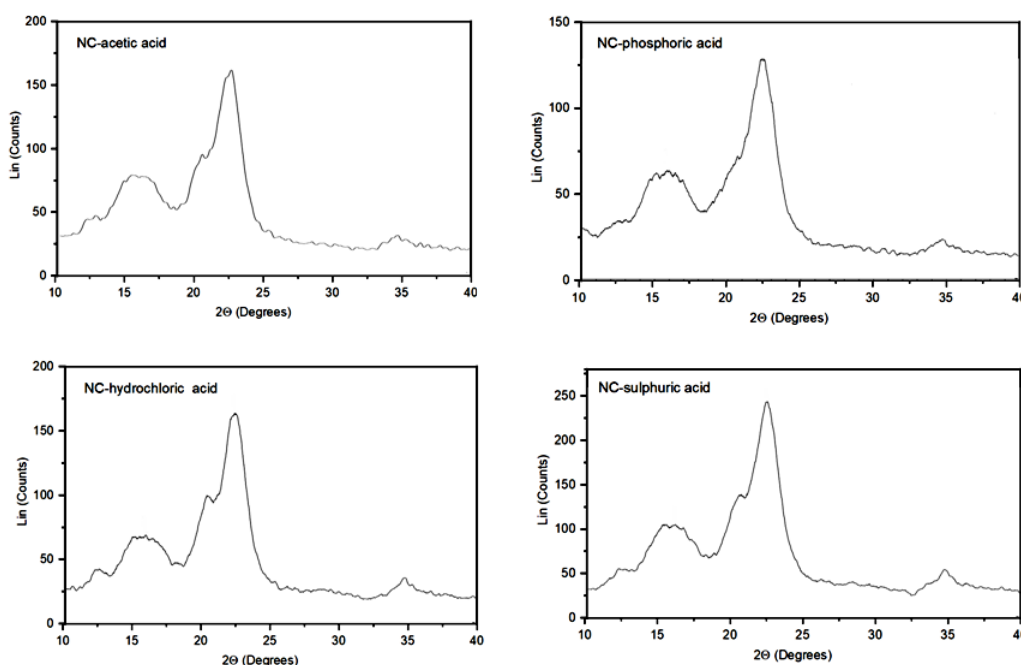 200
NC-acetic acid
150
100
50
0
Lin (Counts)
10 15 20 25 30 35 40
2Θ (Degrees)
150
NC-phosphoric acid
100
50
0
Lin (Counts)
10 15 20 25 30 35 40
2Θ (Degrees)
200
NC-hydrochloric acid
150
100
50
0
Lin (Counts)
10 15 20 25 30 35 40
2Θ (Degrees)
NC-sulphuric acid
250
200
150
100
50
0
Lin (Counts)
10 15 20 25 30 35 40
2Θ (Degrees)